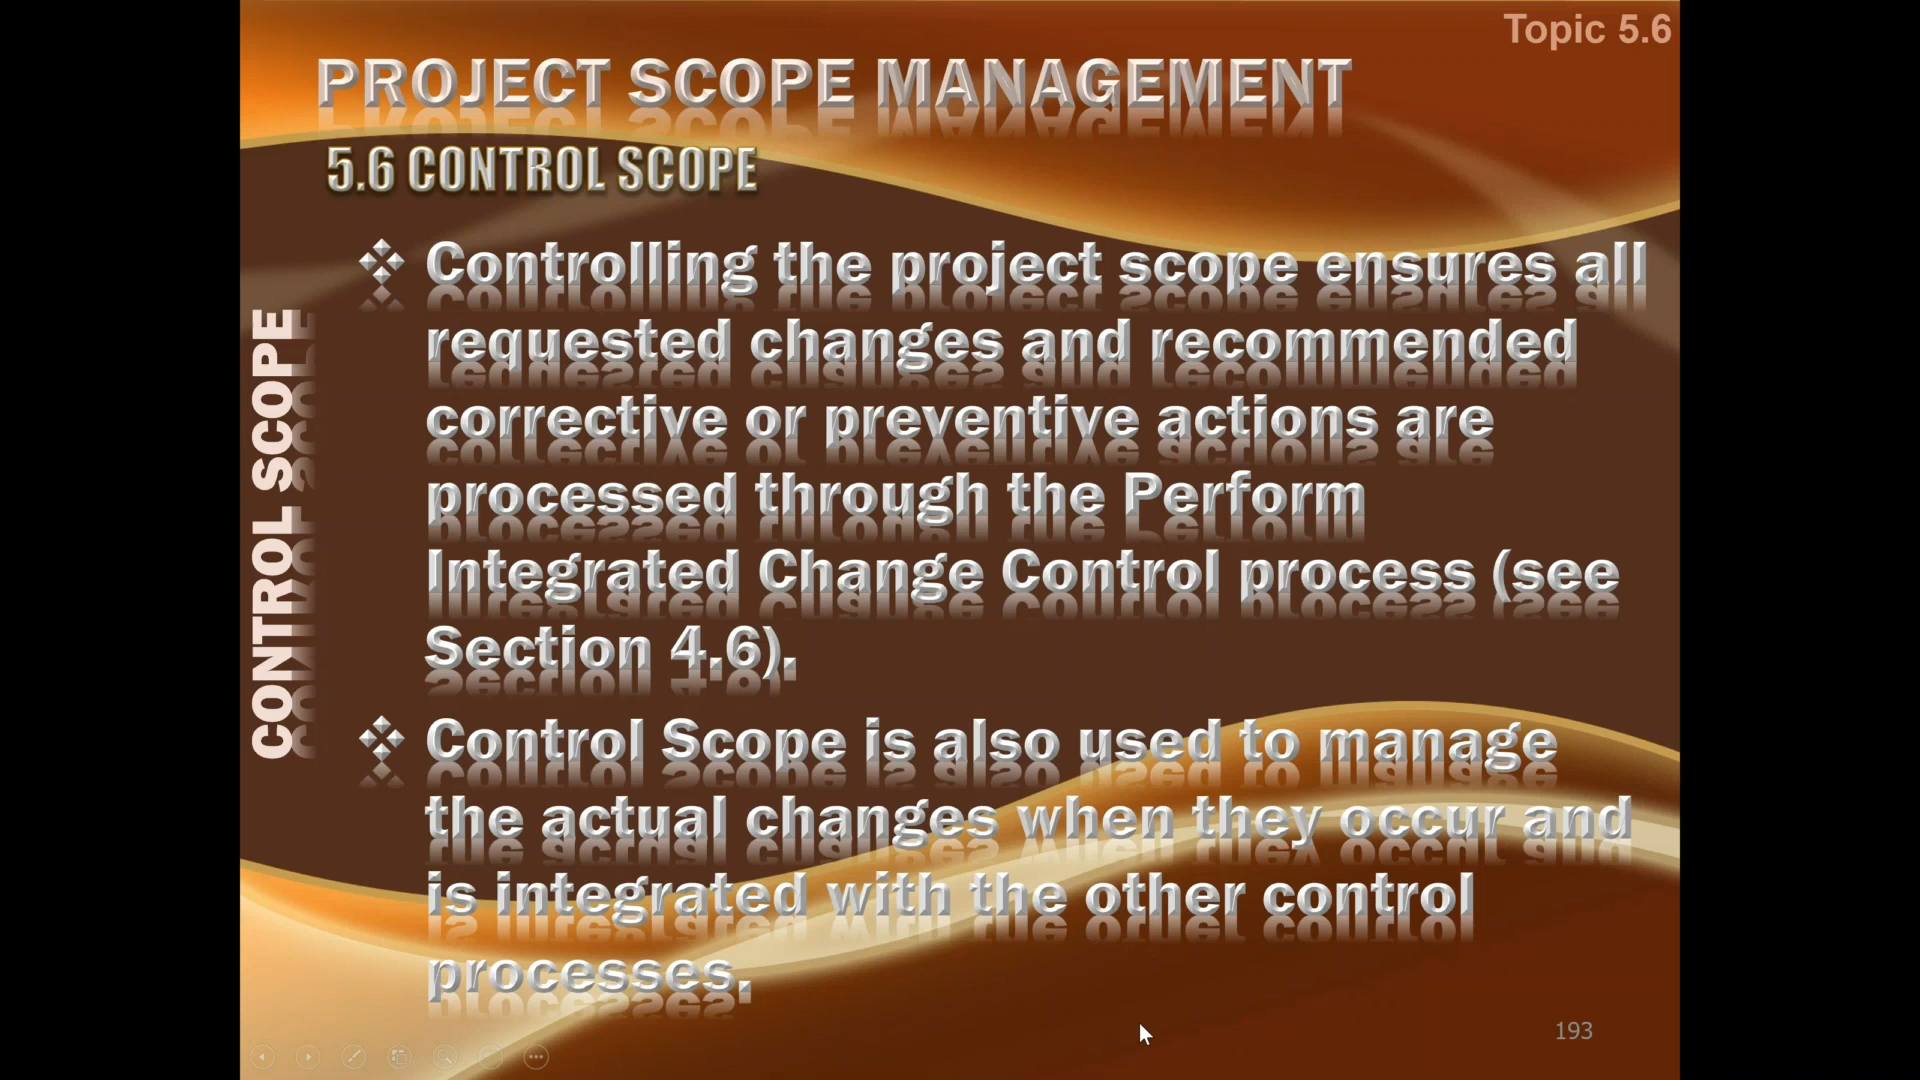 Topic 5.6
PROJECT SCOPE MANAGEMENT
5.6 CONTROL SCOPE
CONTROL SCOPE
Controlling the project scope ensures all
requested changes and recommended
corrective or preventive actions are
processed through the Perform
Integrated Change Control process (see
Section 4.6).
Control Scope is also used to manage
the actual changes when they occur and
is integrated with the other control
processes.
193